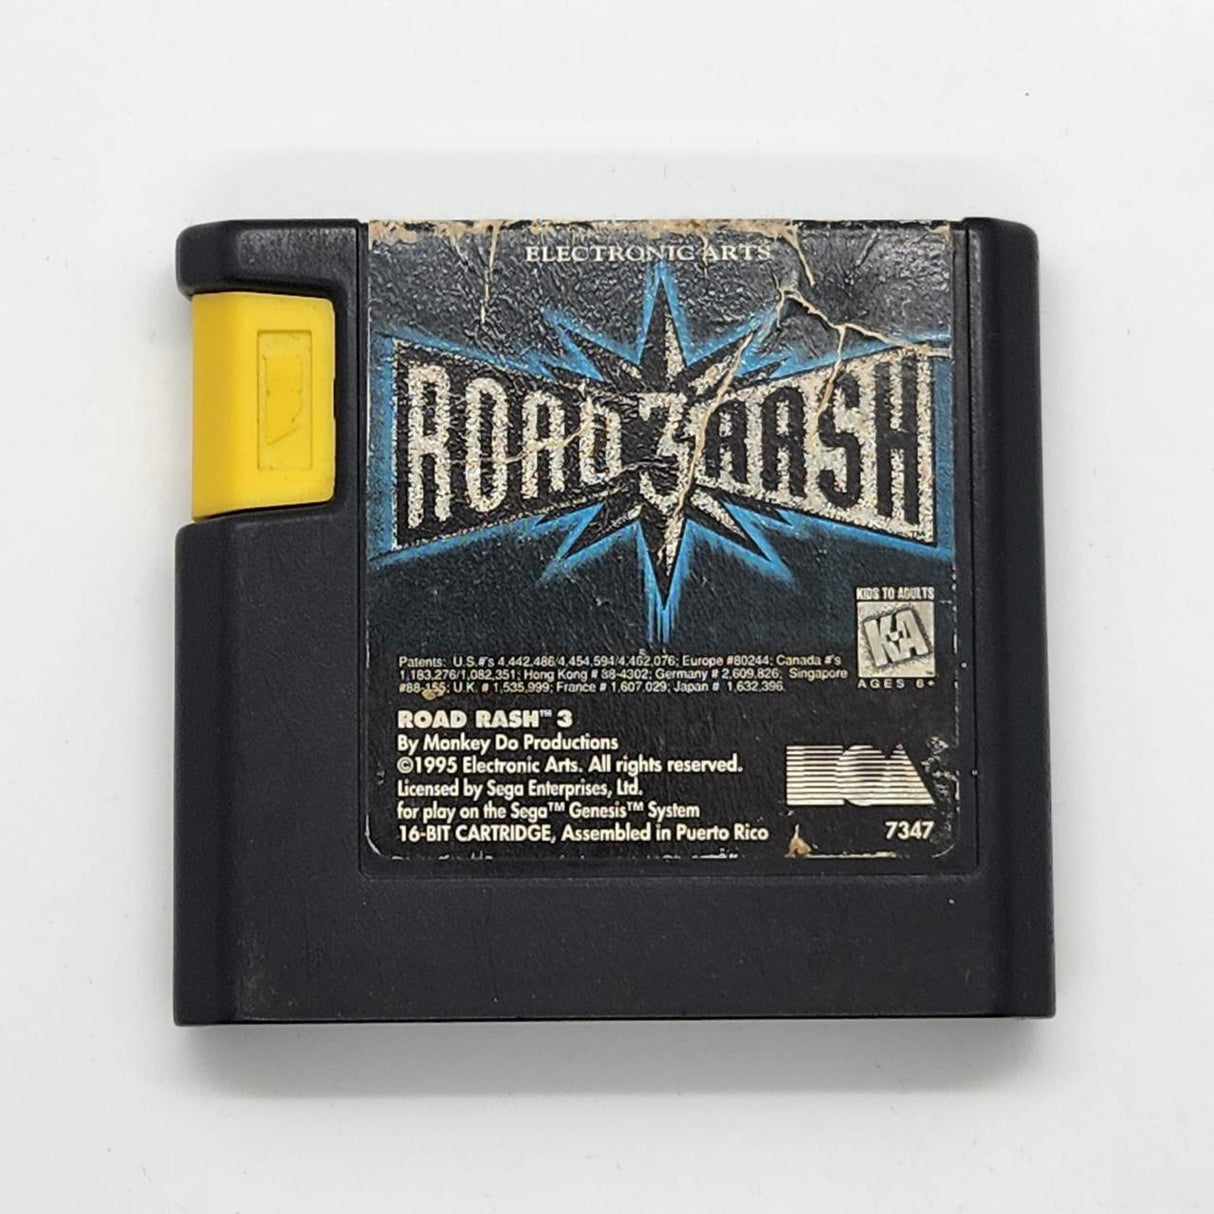 ELECTRONIC ARTS
ROAD 3 RASH
KIDS TO ADULTS
K-A
AGES 6+
Patents: U.S.#'s 4,442,486/4,454,594/4,462,076; Europe #80244; Canada #'s
1,183,276/1,082,351; Hong Kong # 88-4302; Germany # 2,609,826; Singapore
#88-155; U.K. # 1,535,999; France # 1,607,029; Japan # 1,632,396.
ROAD RASH™ 3
By Monkey Do Productions
©1995 Electronic Arts. All rights reserved.
Licensed by Sega Enterprises, Ltd.
for play on the Sega™ Genesis™ System
16-BIT CARTRIDGE, Assembled in Puerto Rico
EA
7347